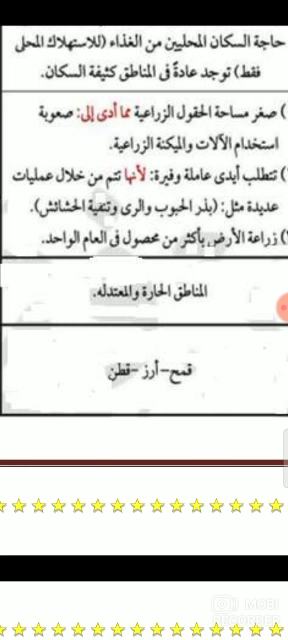 حاجة السكان المحليين من الغذاء (للاستهلاك المحلى
فقط) توجد عادةً فى المناطق كثيفة السكان.
) صغر مساحة الحقول الزراعية مما أدى إلى: صعوبة
استخدام الآلات والميكنة الزراعية.
) تتطلب أيدى عاملة وفيرة: لأنها تتم من خلال عمليات
عديدة مثل: (بذر الحبوب والرى وتنقية الحشائش).
) زراعة الأرض بأكثر من محصول فى العام الواحد.
المناطق الحارة والمعتدله.
قمح- أرز -قطن
MOBI
RECORDER